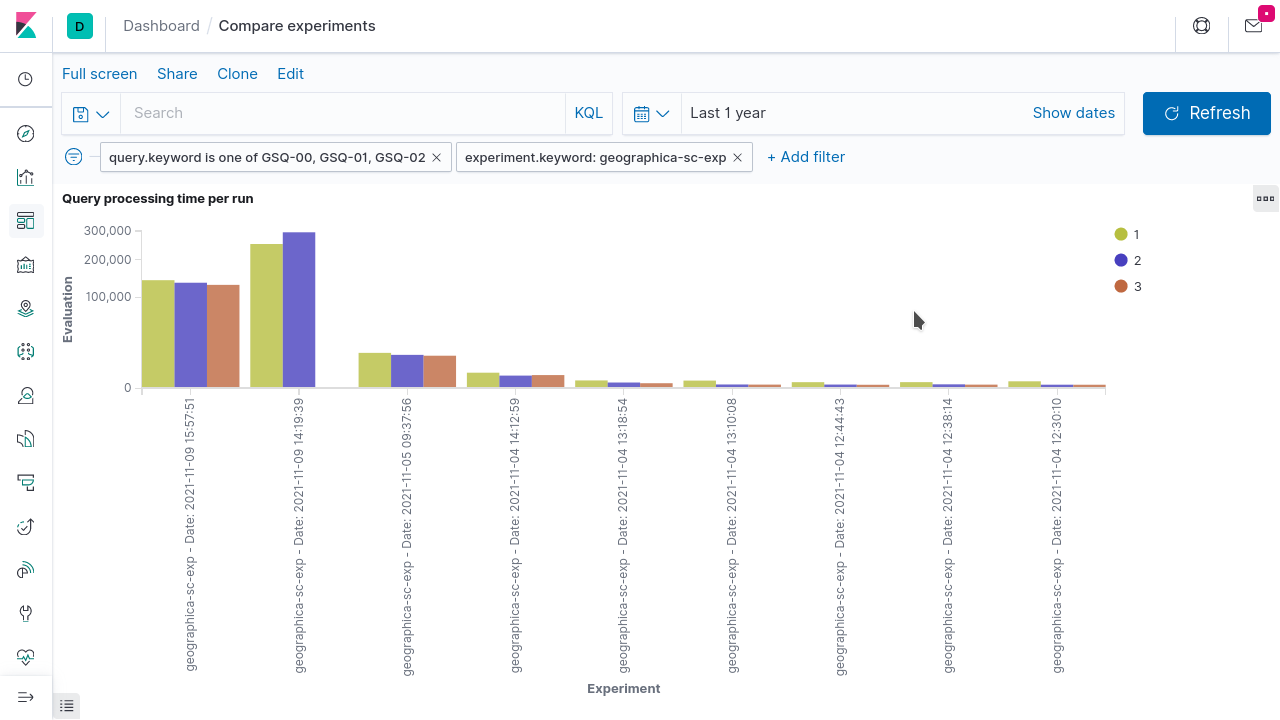 D Dashboard / Compare experiments
Full screen Share Clone Edit
Search KQL Last 1 year Show dates Refresh
query.keyword is one of GSQ-00, GSQ-01, GSQ-02 × experiment.keyword: geographica-sc-exp × + Add filter
Query processing time per run
300,000
200,000
100,000
0
Evaluation
1
2
3
geographica-sc-exp - Date: 2021-11-09 15:57:51
geographica-sc-exp - Date: 2021-11-09 14:19:39
geographica-sc-exp - Date: 2021-11-05 09:37:56
geographica-sc-exp - Date: 2021-11-04 14:12:59
geographica-sc-exp - Date: 2021-11-04 13:18:54
geographica-sc-exp - Date: 2021-11-04 13:10:08
geographica-sc-exp - Date: 2021-11-04 12:44:43
geographica-sc-exp - Date: 2021-11-04 12:38:14
geographica-sc-exp - Date: 2021-11-04 12:30:10
Experiment